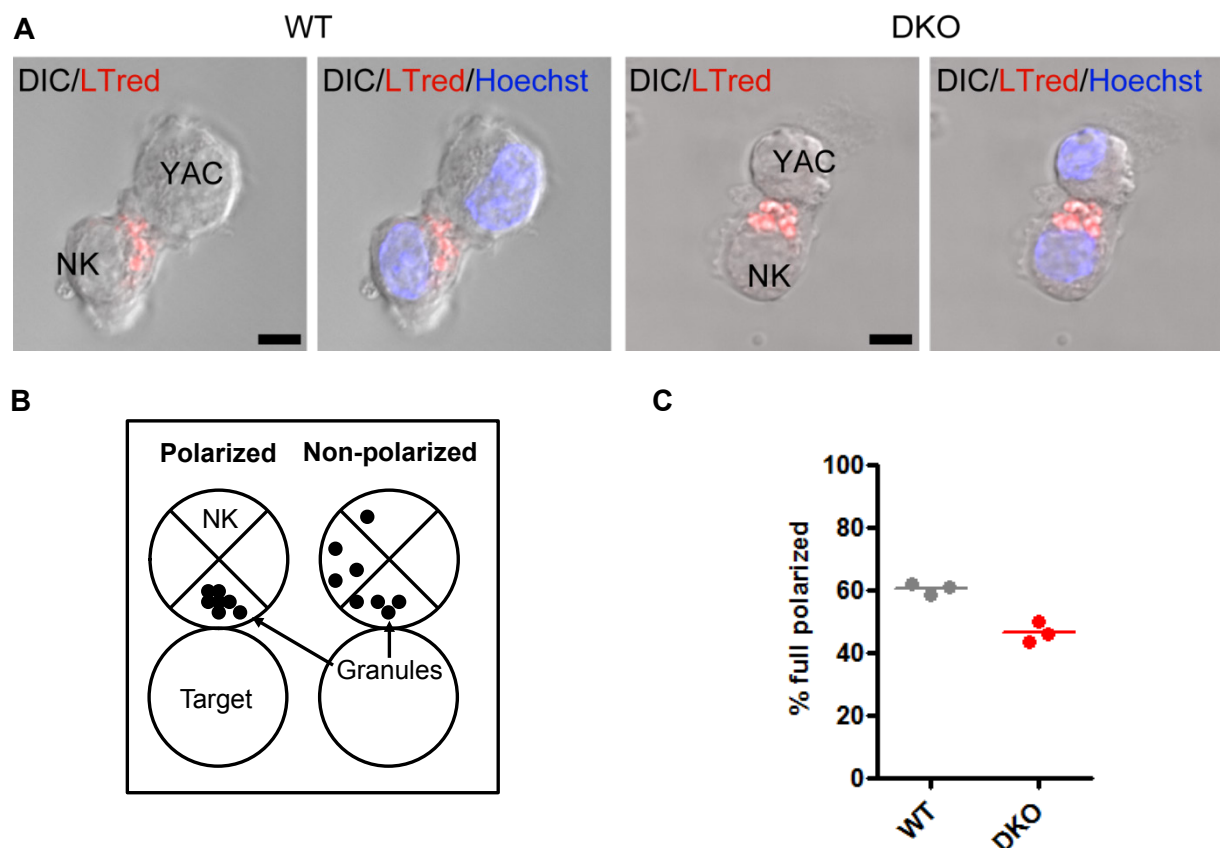 A
WT
DKO
DIC/LTred
YAC
NK
DIC/LTred/Hoechst
DIC/LTred
YAC
NK
DIC/LTred/Hoechst
B
Polarized
Non-polarized
NK
Granules
Target
C
% full polarized
100
80
60
40
20
0
WT
DKO